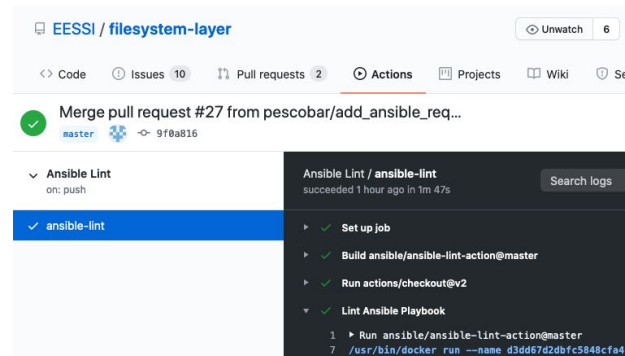 EESSI / filesystem-layer
Unwatch 6
<> Code Issues 10 Pull requests 2 Actions Projects Wiki
Merge pull request #27 from pescobar/add_ansible_req...
master 9f0a816
Ansible Lint
on: push
ansible-lint
Ansible Lint / ansible-lint
succeeded 1 hour ago in 1m 47s
Search logs
Set up job
Build ansible/ansible-lint-action@master
Run actions/checkout@v2
Lint Ansible Playbook
1 Run ansible/ansible-lint-action@master
7 /usr/bin/docker run --name d3dd67d2dbfc5848cfa4